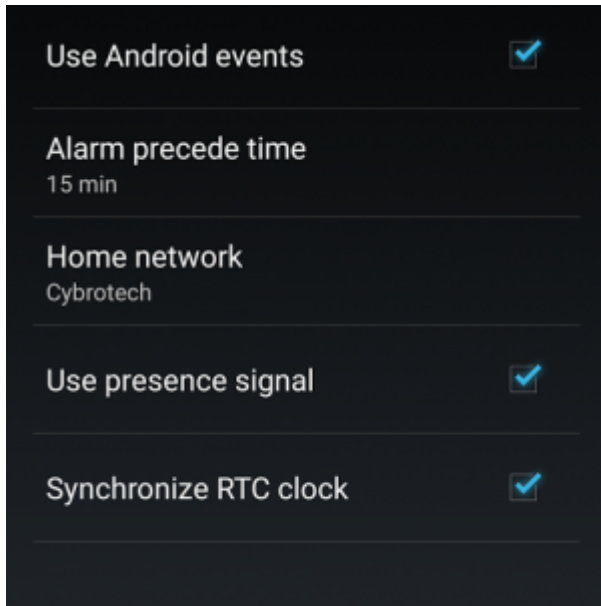 Use Android events
Alarm precede time
15 min
Home network
Cybrotech
Use presence signal
Synchronize RTC clock